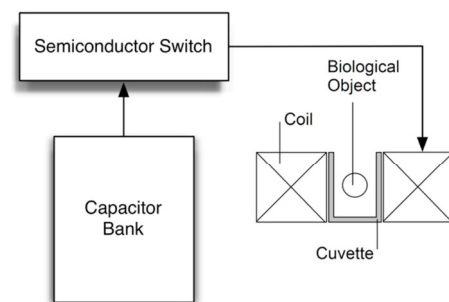 Semiconductor Switch
Biological
Object
Coil
Capacitor
Bank
Cuvette